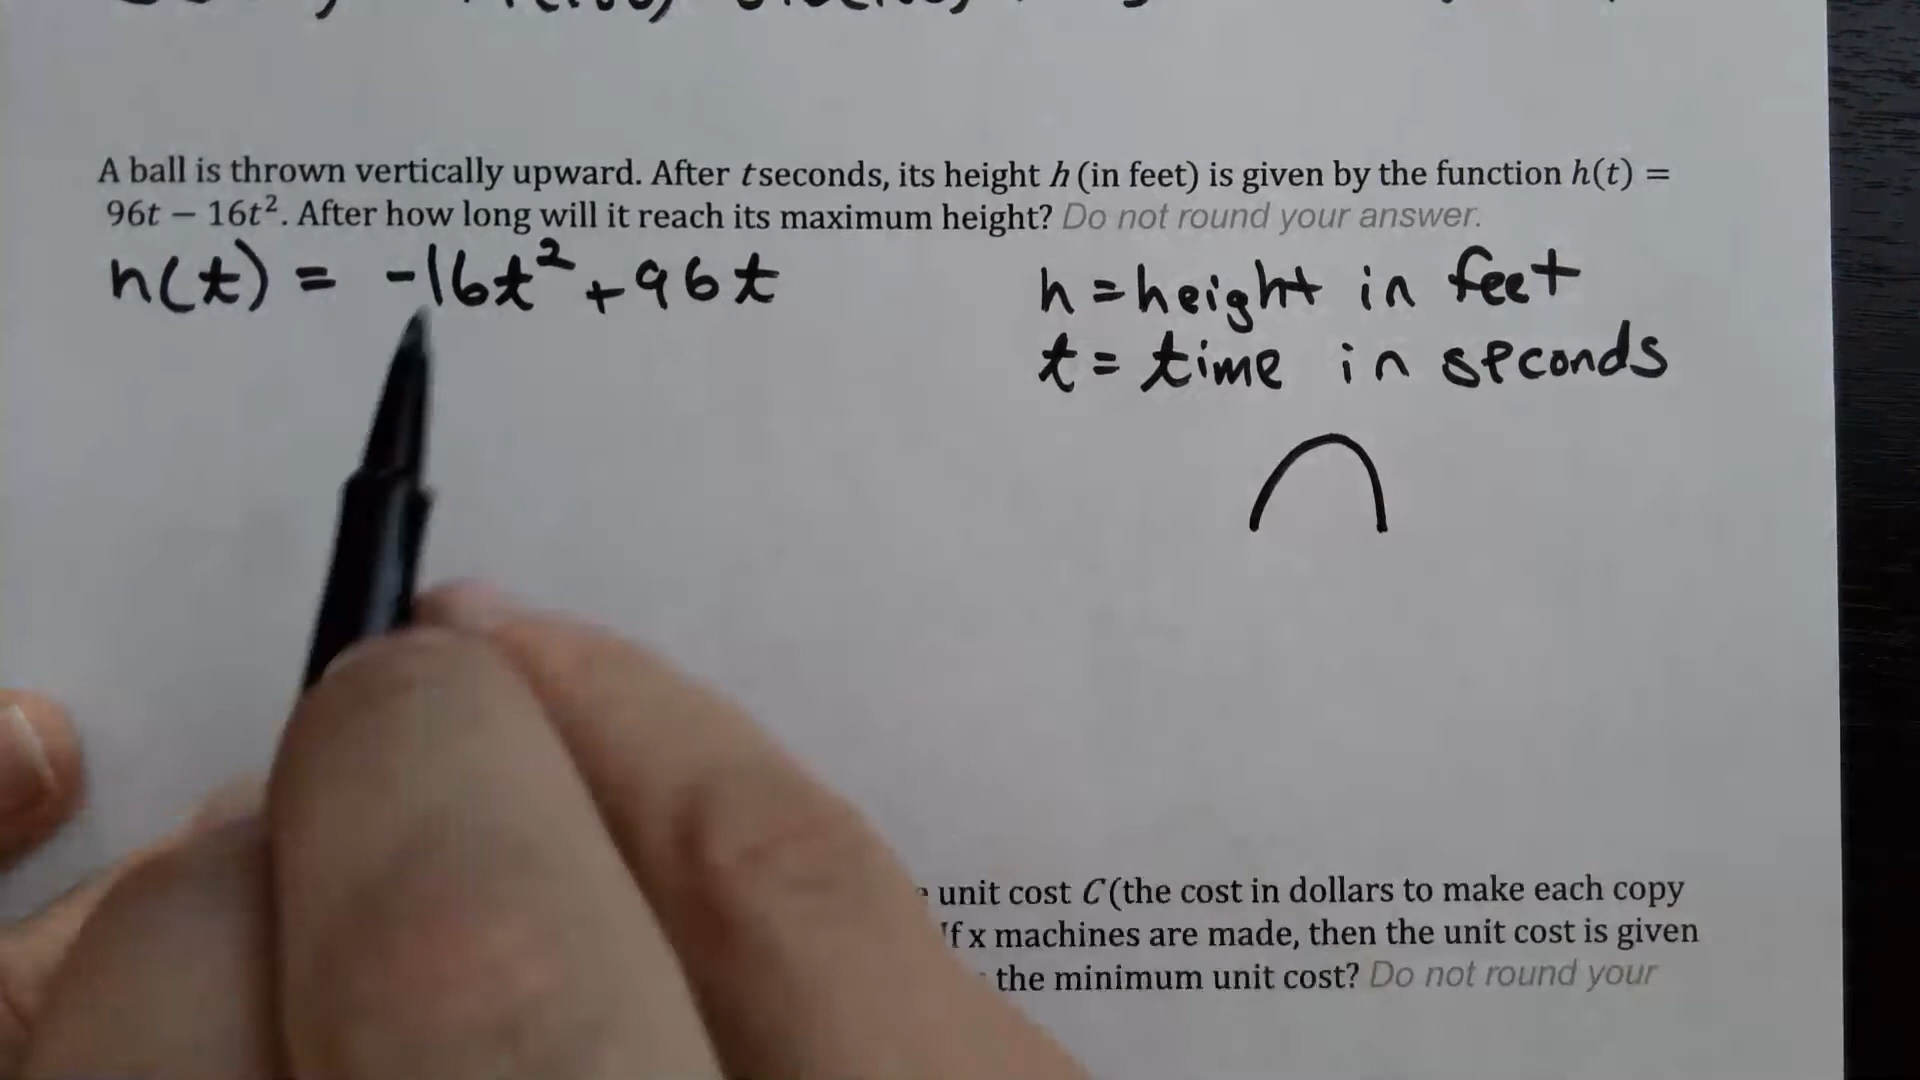 A ball is thrown vertically upward. After t seconds, its height h (in feet) is given by the function h(t) =
96t − 16t². After how long will it reach its maximum height? Do not round your answer.
h(t) = -16t² + 96t
h = height in feet
t = time in seconds
unit cost C (the cost in dollars to make each copy
If x machines are made, then the unit cost is given
the minimum unit cost? Do not round your